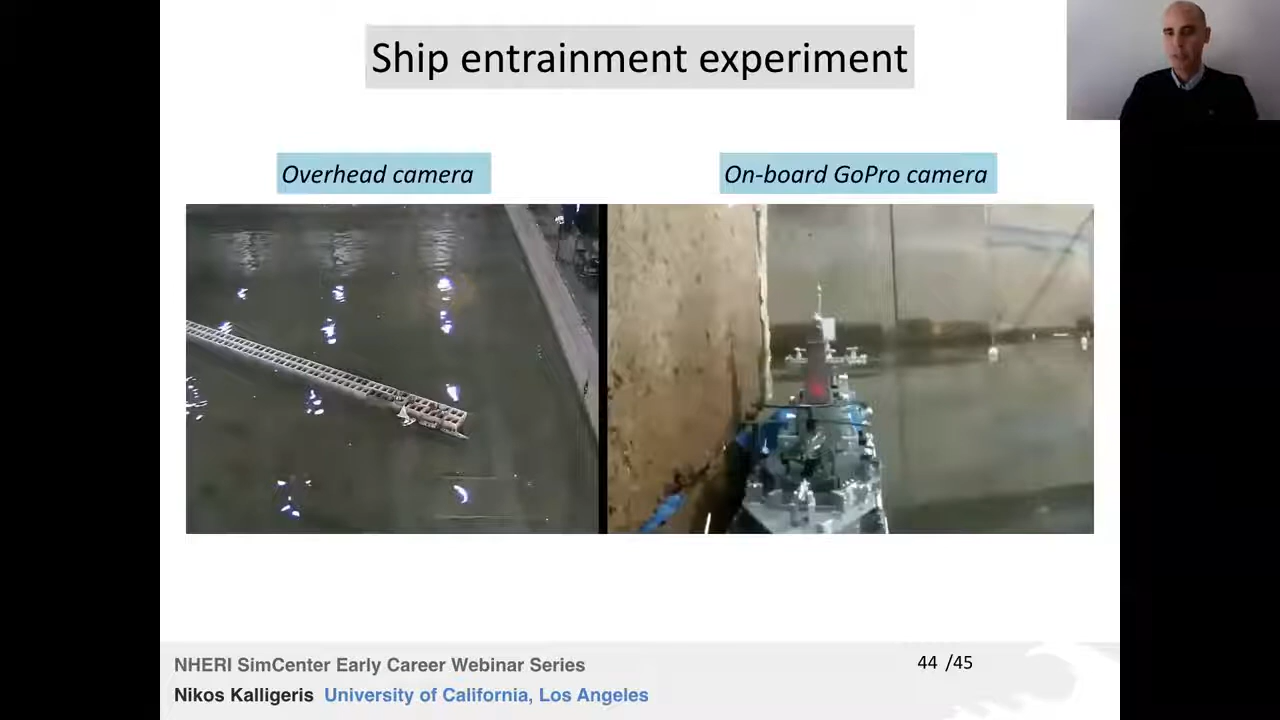 Ship entrainment experiment
Overhead camera
On-board GoPro camera
NHERI SimCenter Early Career Webinar Series
44 /45
Nikos Kalligeris University of California, Los Angeles